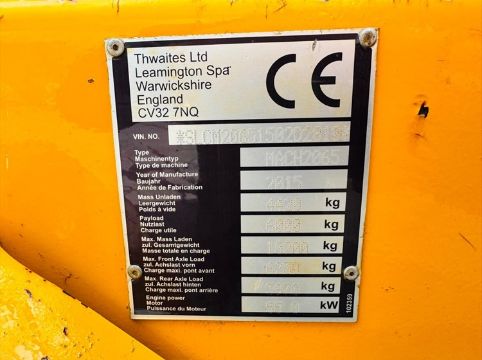 Thwaites Ltd
Leamington Spa
Warwickshire
England
CV32 7NQ
CE
VIN. NO.
Type
Maschinentyp
Type de machine
MACH2065
Year of Manufacture
Baujahr
Année de Fabrication
2015
Mass Unladen
Leergewicht
Poids à vide
kg
Payload
Nutzlast
Charge utile
kg
Max. Mass Laden
zul. Gesamtgewicht
Masse totale en charge
kg
Max. Front Axle Load
zul. Achslast vorn
Charge maxi. pont avant
kg
Max. Rear Axle Load
zul. Achslast hinten
Charge maxi. pont arrière
kg
Engine power
Motor
Puissance du Moteur
kW
102359